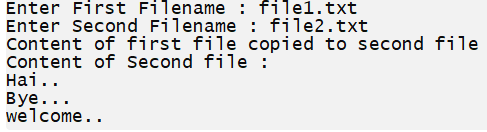 Enter First Filename : file1.txt
Enter Second Filename : file2.txt
Content of first file copied to second file
Content of Second file :
Hai..
Bye...
welcome..